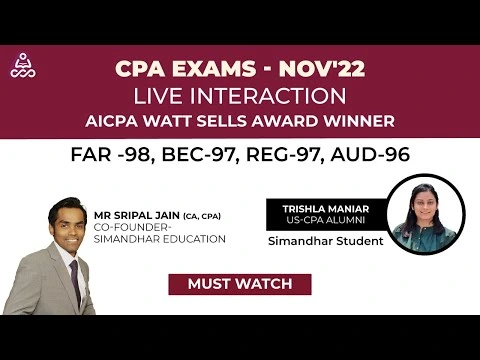 CPA EXAMS - NOV'22
LIVE INTERACTION
AICPA WATT SELLS AWARD WINNER
FAR -98, BEC-97, REG-97, AUD-96
MR SRIPAL JAIN (CA, CPA)
CO-FOUNDER-
SIMANDHAR EDUCATION
TRISHLA MANIAR
US-CPA ALUMNI
Simandhar Student
MUST WATCH